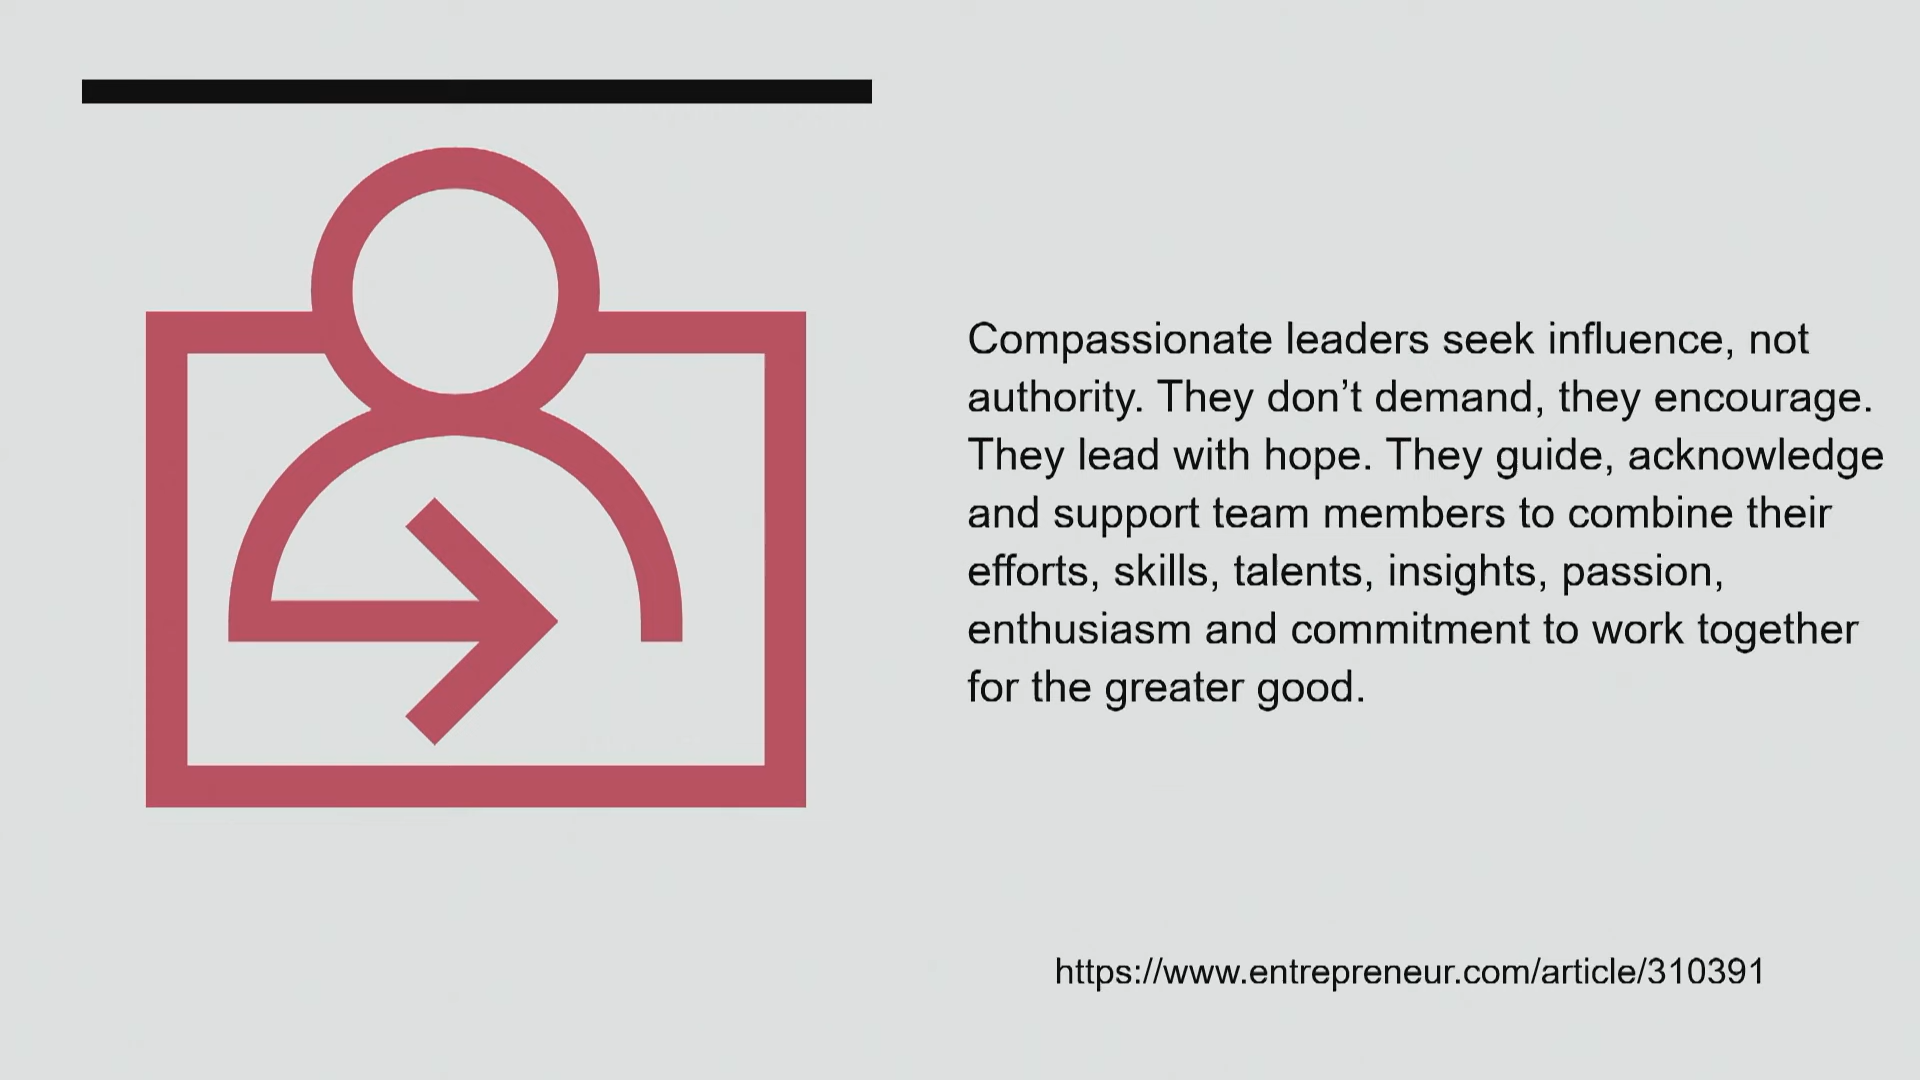 Compassionate leaders seek influence, not
authority. They don’t demand, they encourage.
They lead with hope. They guide, acknowledge
and support team members to combine their
efforts, skills, talents, insights, passion,
enthusiasm and commitment to work together
for the greater good.
https://www.entrepreneur.com/article/310391